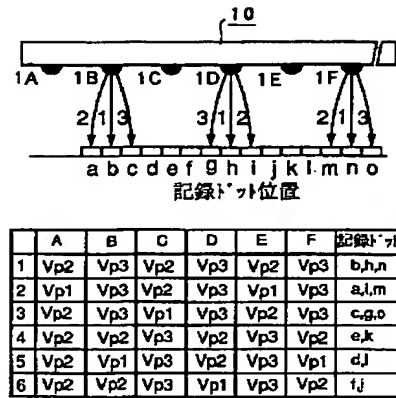 10
1A 1B 1C 1D 1E 1F
2 1 3 3 1 2 2 1 3
a b c d e f g h i j k l m n o
記録ドット位置
A B C D E F 記録ドット
1 Vp2 Vp3 Vp2 Vp3 Vp2 Vp3 b,h,n
2 Vp1 Vp3 Vp2 Vp3 Vp1 Vp3 a,i,m
3 Vp2 Vp3 Vp1 Vp3 Vp2 Vp3 c,g,o
4 Vp2 Vp2 Vp3 Vp2 Vp3 Vp2 e,k
5 Vp2 Vp1 Vp3 Vp2 Vp3 Vp1 d,l
6 Vp2 Vp2 Vp3 Vp1 Vp3 Vp2 f,j